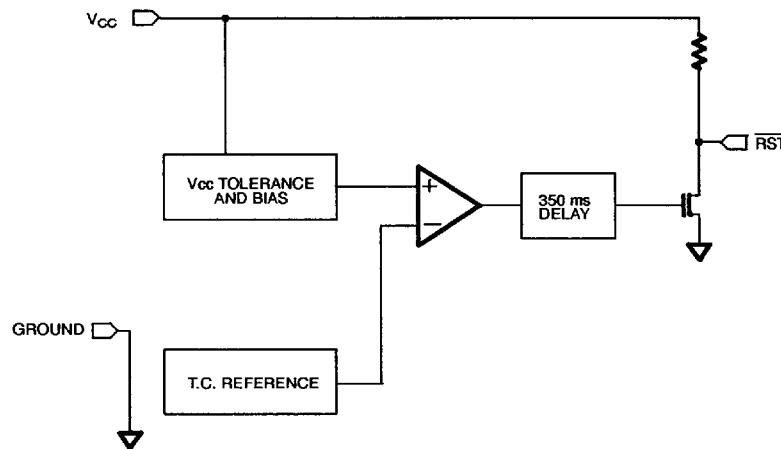 VCC
RST
Vcc TOLERANCE
AND BIAS
+
−
350 ms
DELAY
GROUND
T.C. REFERENCE